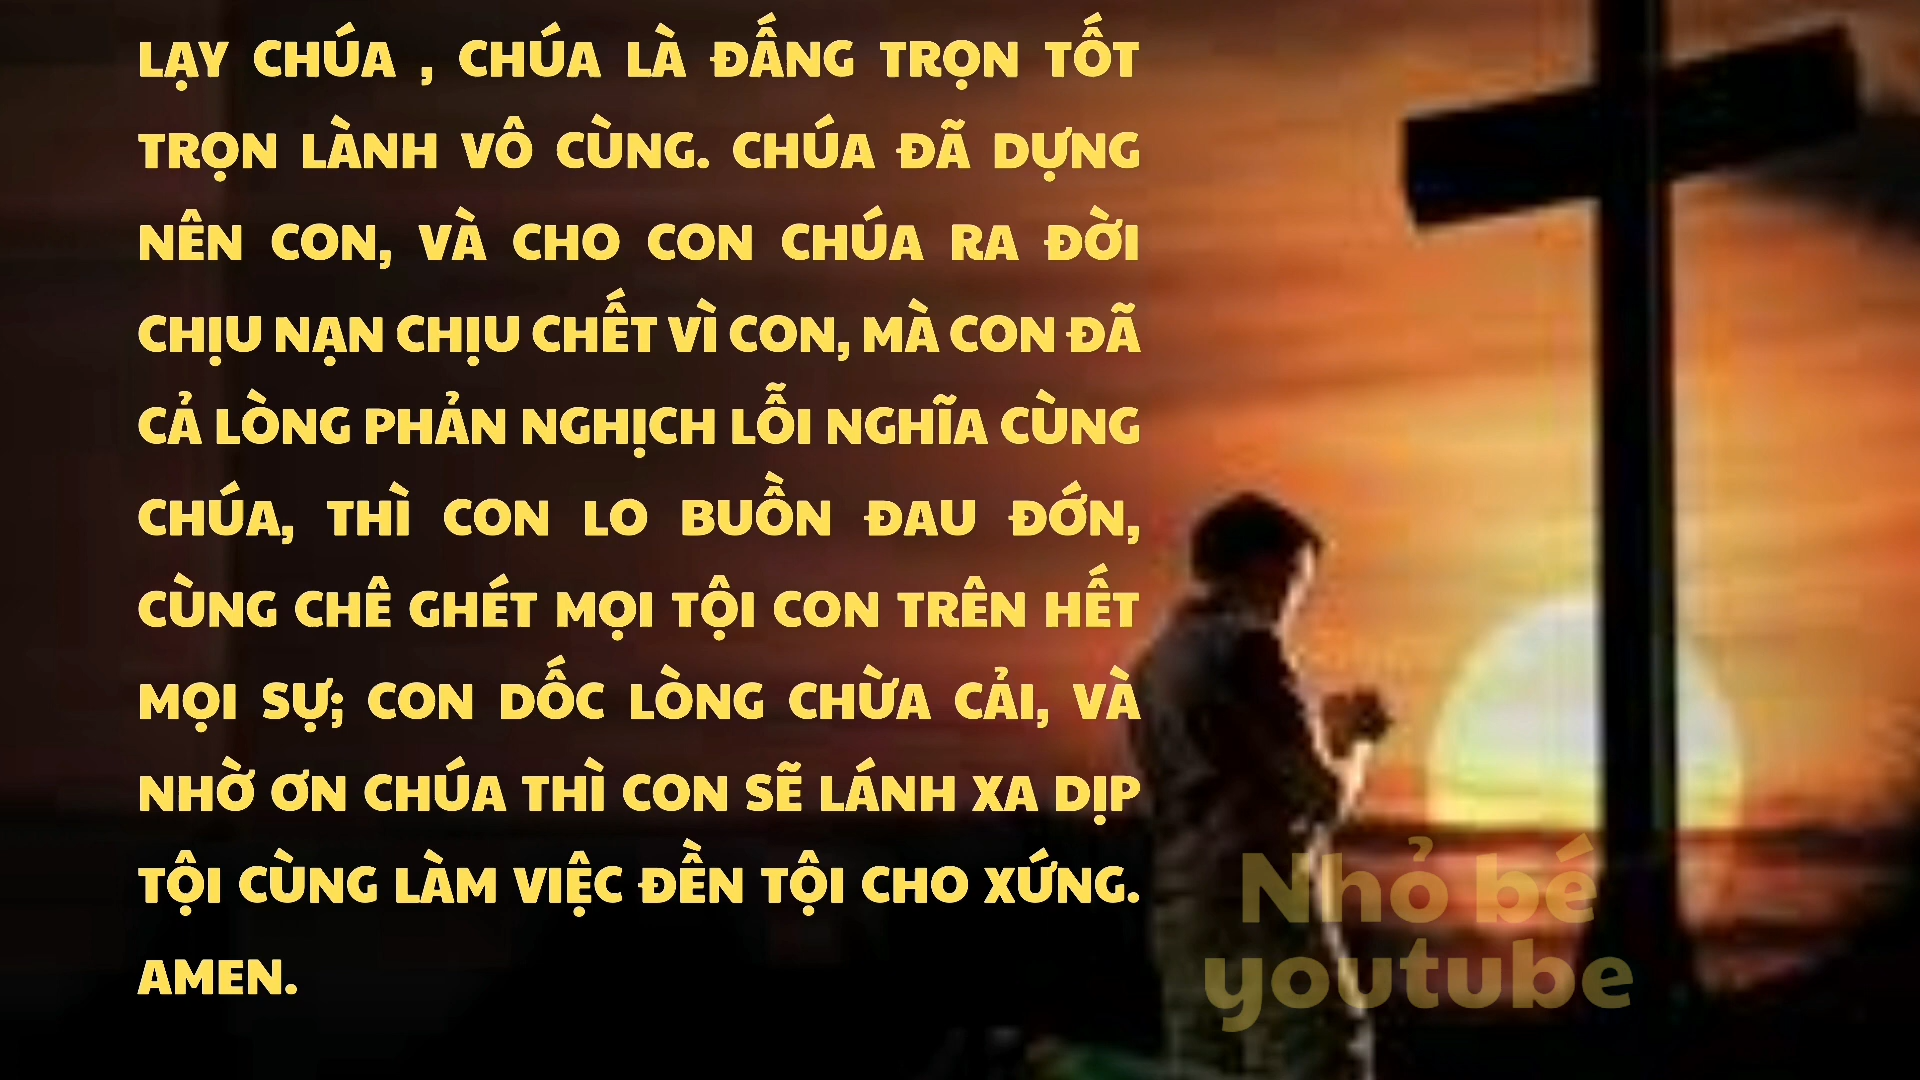 LẠY CHÚA , CHÚA LÀ ĐẤNG TRỌN TỐT
TRỌN LÀNH VÔ CÙNG. CHÚA ĐÃ DỰNG
NÊN CON, VÀ CHO CON CHÚA RA ĐỜI
CHỊU NẠN CHỊU CHẾT VÌ CON, MÀ CON ĐÃ
CẢ LÒNG PHẢN NGHỊCH LỖI NGHĨA CÙNG
CHÚA, THÌ CON LO BUỒN ĐAU ĐỚN,
CÙNG CHÊ GHÉT MỌI TỘI CON TRÊN HẾT
MỌI SỰ; CON DỐC LÒNG CHỪA CẢI, VÀ
NHỜ ƠN CHÚA THÌ CON SẼ LÁNH XA DỊP
TỘI CÙNG LÀM VIỆC ĐỀN TỘI CHO XỨNG.
AMEN.
Nhỏ bé
youtube